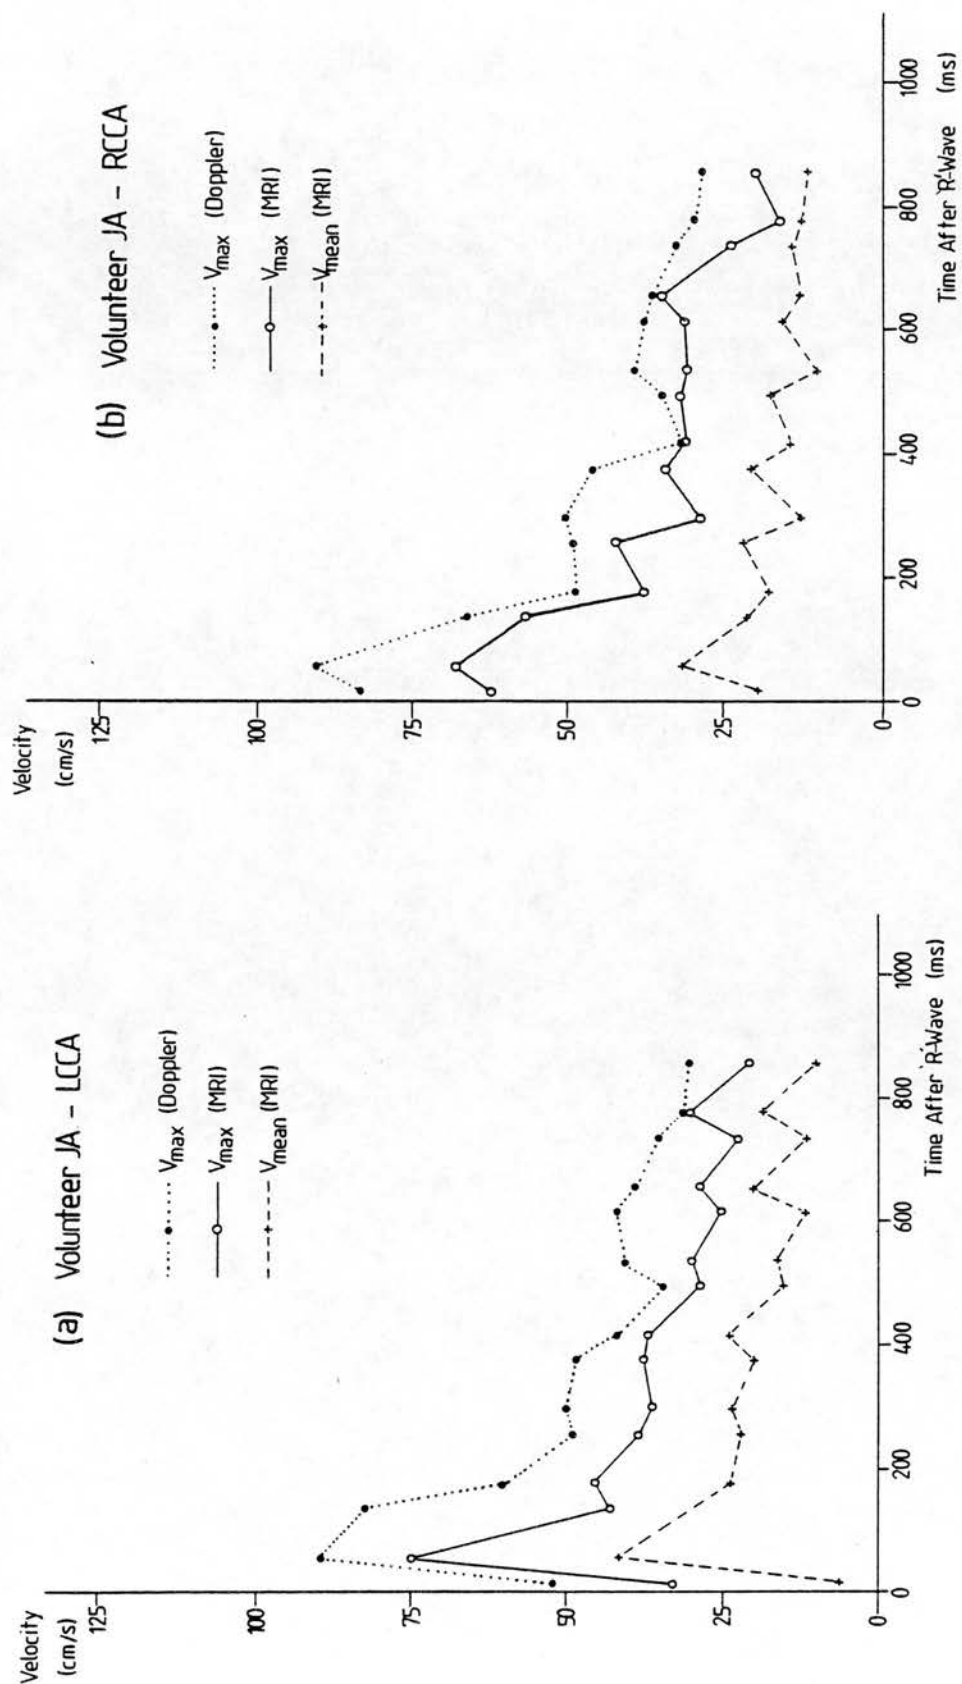 (a) Volunteer JA - LCCA
Vmax (Doppler)
Vmax (MRI)
Vmean (MRI)
Velocity
(cm/s)
125
100
75
50
25
0
0
200
400
600
800
1000
Time After R-Wave (ms)
(b) Volunteer JA - RCCA
Vmax (Doppler)
Vmax (MRI)
Vmean (MRI)
Velocity
(cm/s)
125
100
75
50
25
0
0
200
400
600
800
1000
Time After R-Wave (ms)